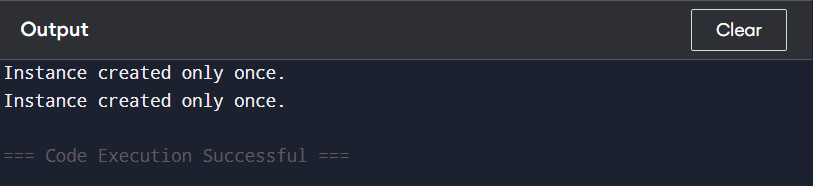 Output
Clear
Instance created only once.
Instance created only once.
=== Code Execution Successful ===